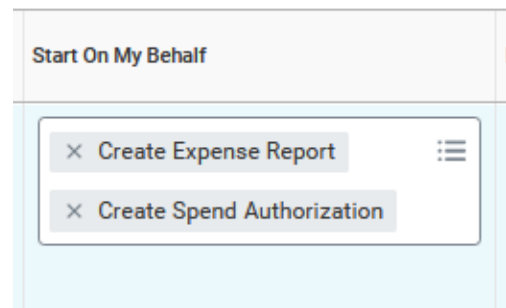 Start On My Behalf
Create Expense Report
Create Spend Authorization